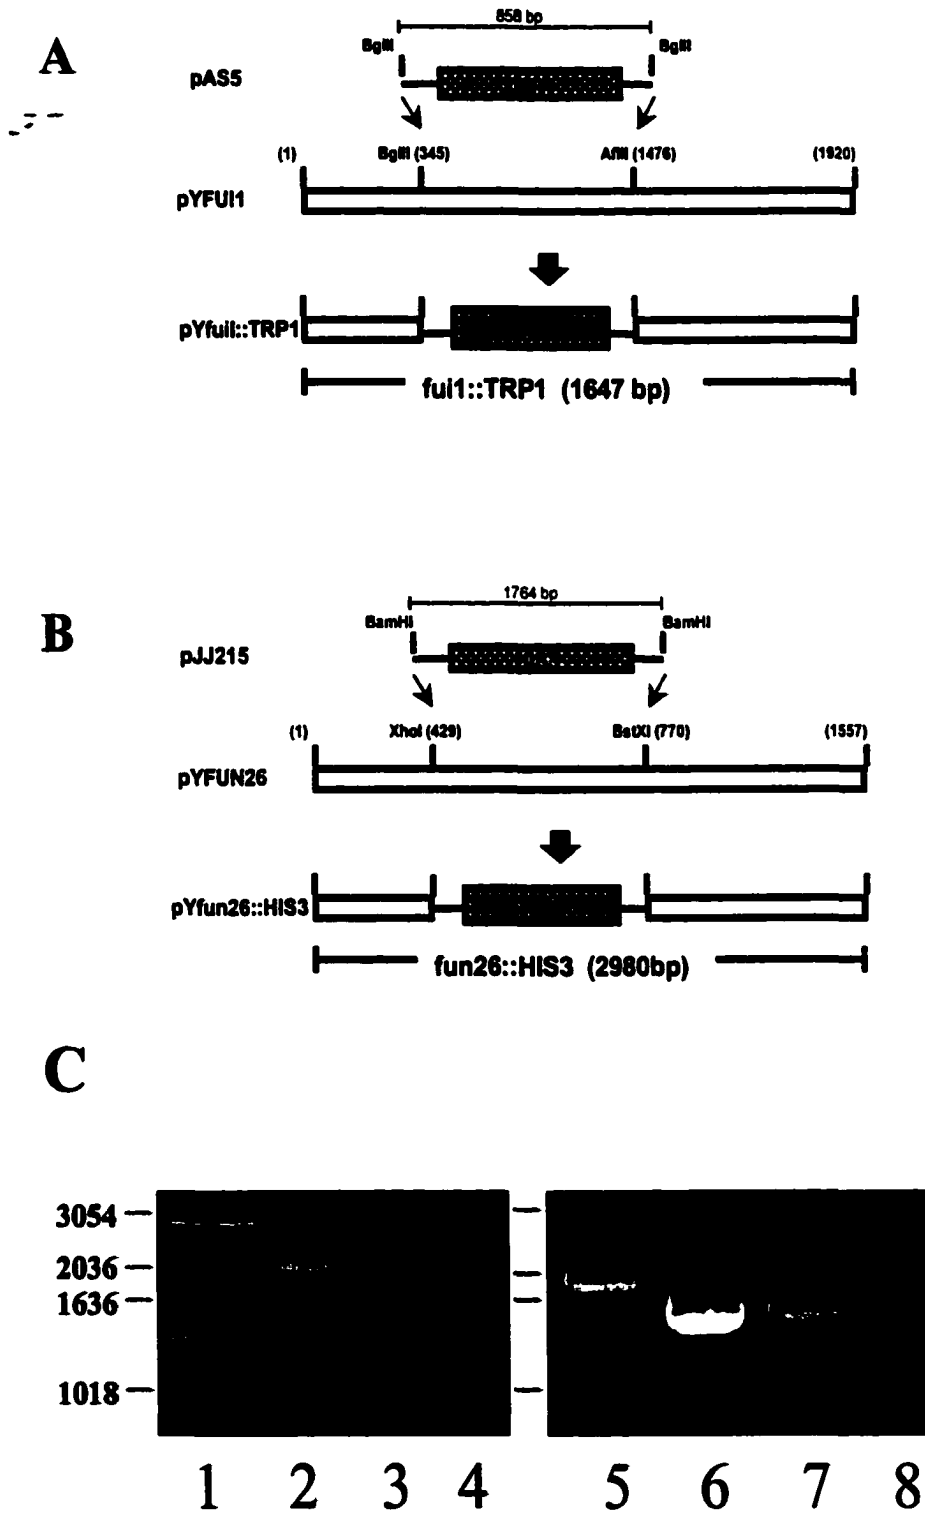 A
858 bp
BglII BglII
pAS5
(1) BglII (345) AflII (1476) (1920)
pYFUI1
pYfuiI::TRP1
fui1::TRP1 (1647 bp)
B
1764 bp
BamHI BamHI
pJJ215
(1) XhoI (429) BstXI (770) (1557)
pYFUN26
pYfun26::HIS3
fun26::HIS3 (2980bp)
C
3054
2036
1636
1018
1 2 3 4 5 6 7 8